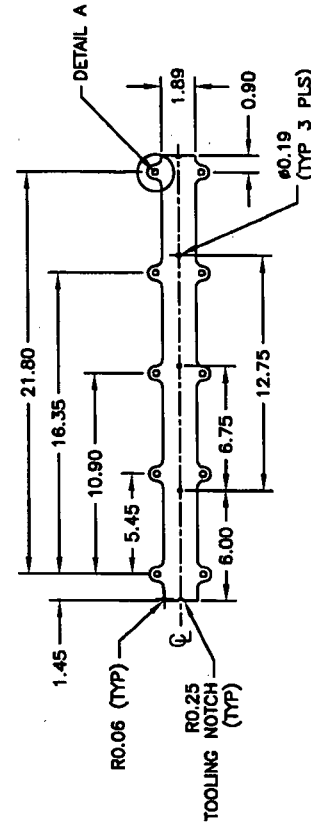 DETAIL A
21.80
16.35
10.90
5.45
1.45
1.89
0.90
R0.06 (TYP)
℄
R0.25
TOOLING NOTCH
(TYP)
6.00
6.75
12.75
ø0.19
(TYP 3 PLS)